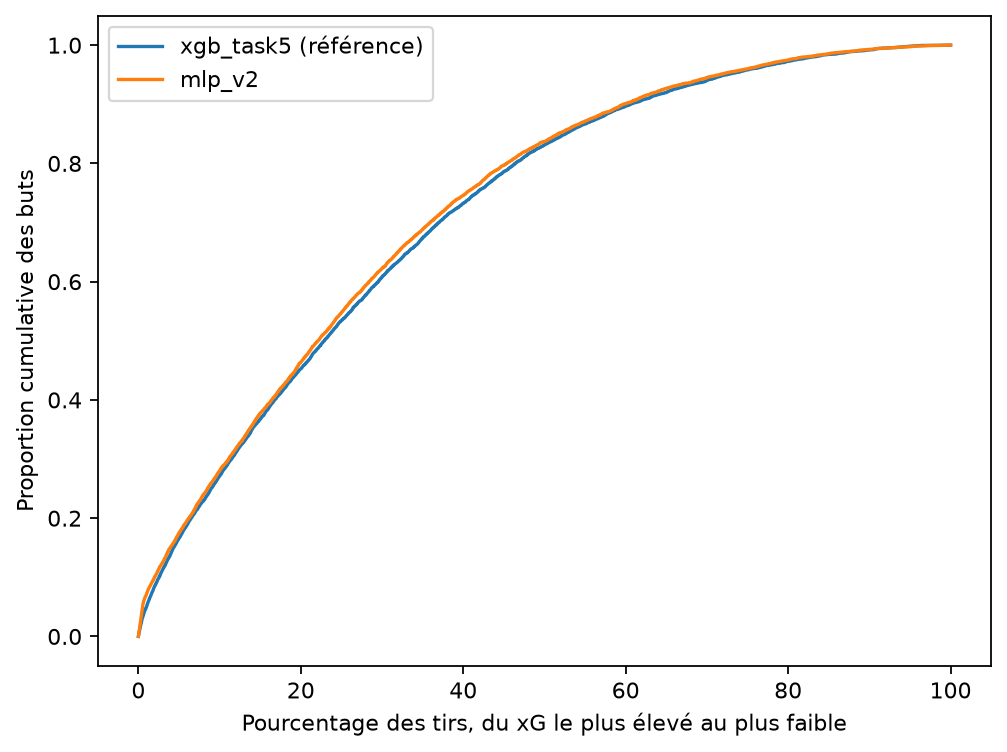 xgb_task5 (référence)
mlp_v2
Proportion cumulative des buts
1.0
0.8
0.6
0.4
0.2
0.0
0 20 40 60 80 100
Pourcentage des tirs, du xG le plus élevé au plus faible